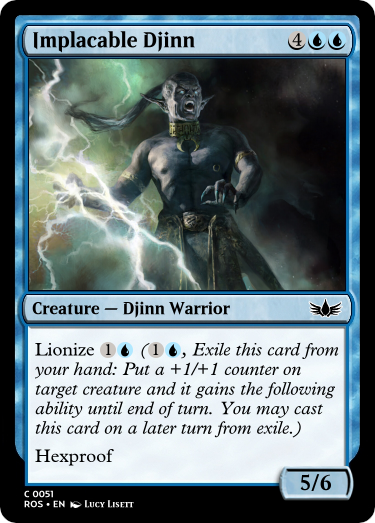 Implacable Djinn 4
Creature — Djinn Warrior
Lionize 1 (1, Exile this card from
your hand: Put a +1/+1 counter on
target creature and it gains the following
ability until end of turn. You may cast
this card on a later turn from exile.)
Hexproof
5/6
C 0051
ROS • EN Lucy Lisett